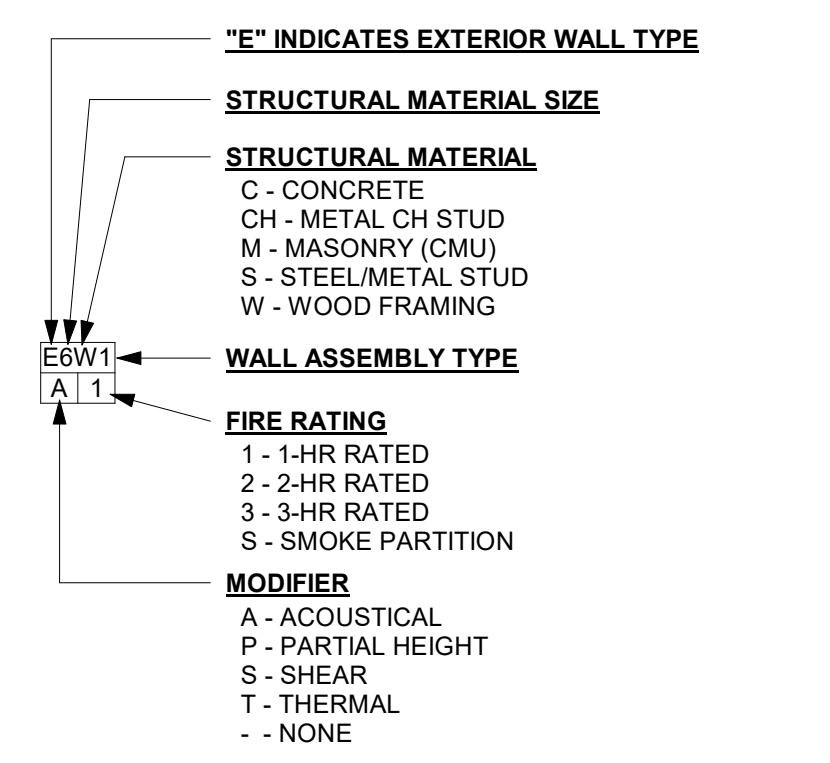 "E" INDICATES EXTERIOR WALL TYPE
STRUCTURAL MATERIAL SIZE
STRUCTURAL MATERIAL
C - CONCRETE
CH - METAL CH STUD
M - MASONRY (CMU)
S - STEEL/METAL STUD
W - WOOD FRAMING
E6W1
A 1
WALL ASSEMBLY TYPE
FIRE RATING
1 - 1-HR RATED
2 - 2-HR RATED
3 - 3-HR RATED
S - SMOKE PARTITION
MODIFIER
A - ACOUSTICAL
P - PARTIAL HEIGHT
S - SHEAR
T - THERMAL
- - NONE